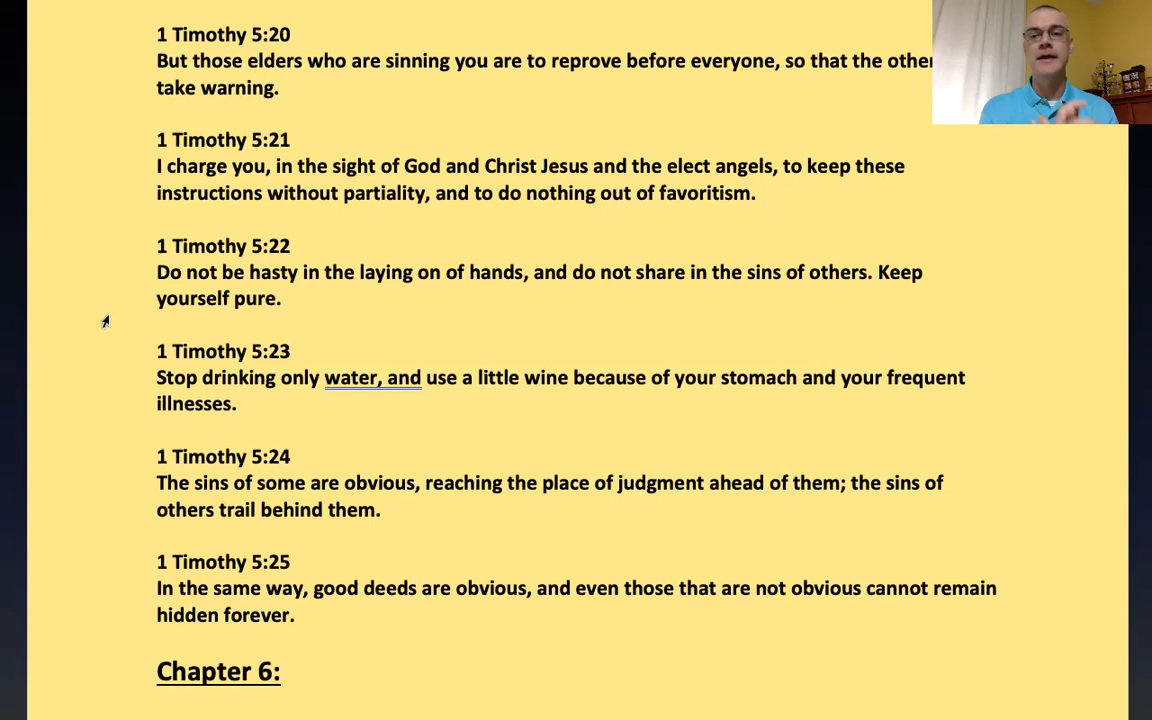 1 Timothy 5:20
But those elders who are sinning you are to reprove before everyone, so that the
take warning.
1 Timothy 5:21
I charge you, in the sight of God and Christ Jesus and the elect angels, to keep these
instructions without partiality, and to do nothing out of favoritism.
1 Timothy 5:22
Do not be hasty in the laying on of hands, and do not share in the sins of others. Keep
yourself pure.
1 Timothy 5:23
Stop drinking only water, and use a little wine because of your stomach and your frequent
illnesses.
1 Timothy 5:24
The sins of some are obvious, reaching the place of judgment ahead of them; the sins of
others trail behind them.
1 Timothy 5:25
In the same way, good deeds are obvious, and even those that are not obvious cannot remain
hidden forever.
Chapter 6: